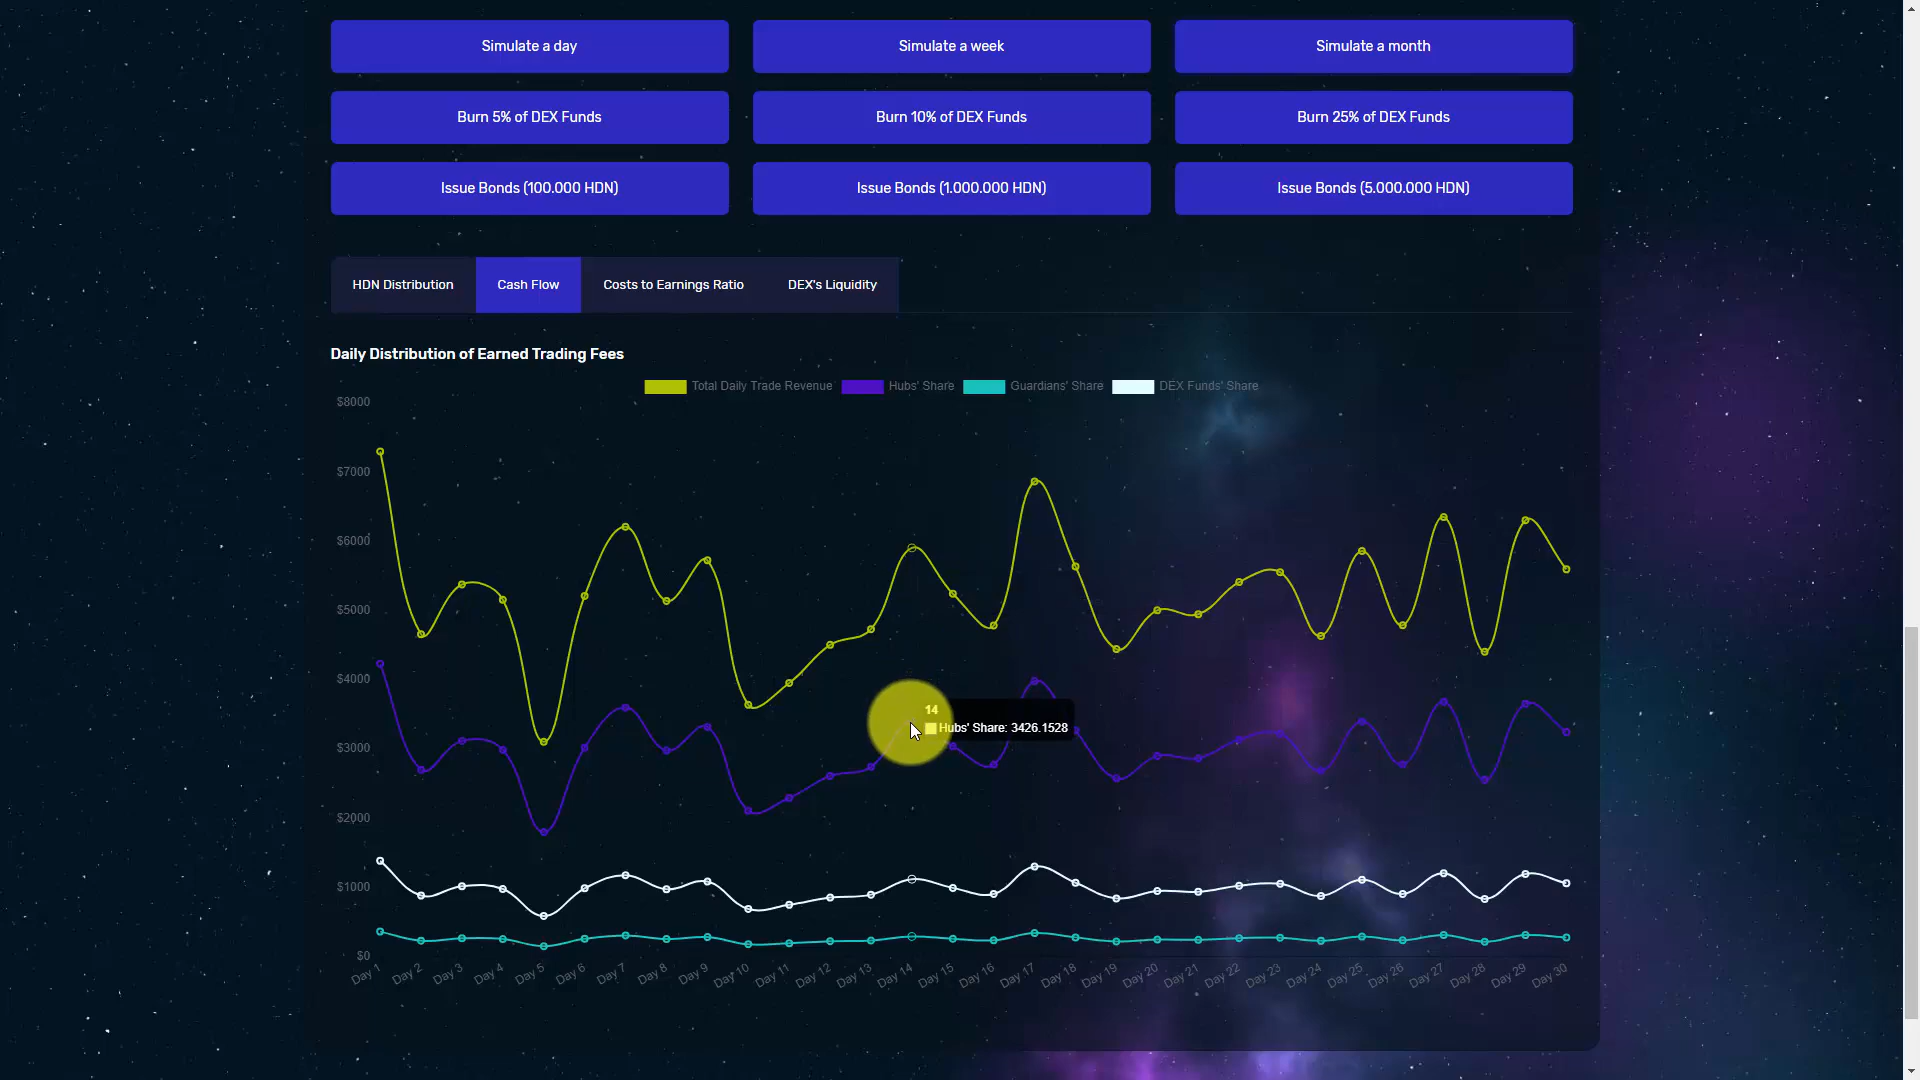 Simulate a day
Simulate a week
Simulate a month
Burn 5% of DEX Funds
Burn 10% of DEX Funds
Burn 25% of DEX Funds
Issue Bonds (100.000 HDN)
Issue Bonds (1.000.000 HDN)
Issue Bonds (5.000.000 HDN)
HDN Distribution
Cash Flow
Costs to Earnings Ratio
DEX's Liquidity
Daily Distribution of Earned Trading Fees
Total Daily Trade Revenue
Hubs' Share
Guardians' Share
DEX Funds' Share
$8000
$7000
$6000
$5000
$4000
$3000
$2000
$1000
$0
14
Hubs' Share: 3426.1528
Day 1
Day 2
Day 3
Day 4
Day 5
Day 6
Day 7
Day 8
Day 9
Day 10
Day 11
Day 12
Day 13
Day 14
Day 15
Day 16
Day 17
Day 18
Day 19
Day 20
Day 21
Day 22
Day 23
Day 24
Day 25
Day 26
Day 27
Day 28
Day 29
Day 30